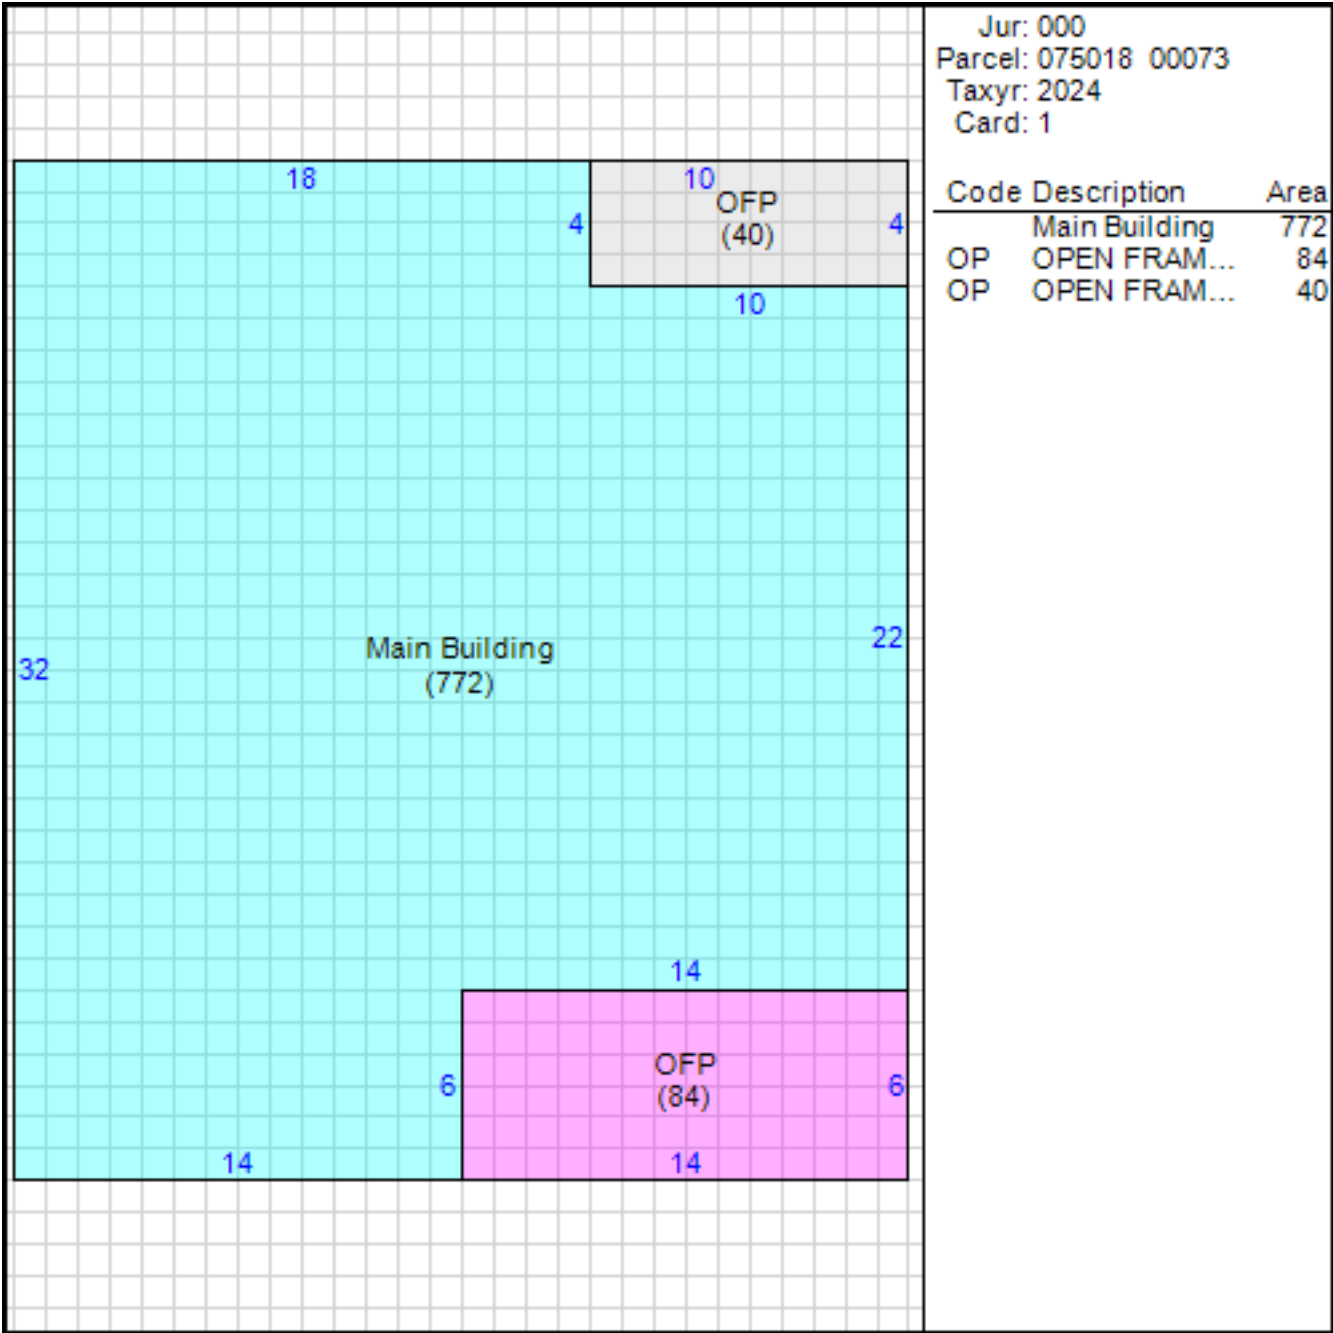 Jur: 000
Parcel: 075018 00073
Taxyr: 2024
Card: 1
Code Description Area
Main Building 772
OP OPEN FRAM... 84
OP OPEN FRAM... 40
18
10
OFP
(40)
4
4
10
32
Main Building
(772)
22
14
6
OFP
(84)
6
14
14